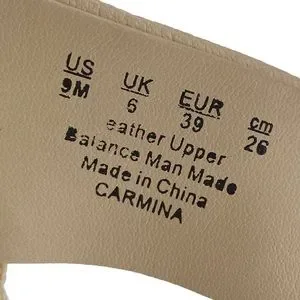 US UK EUR cm
9M 6 39 26
eather Upper
Balance Man Made
Made in China
CARMINA